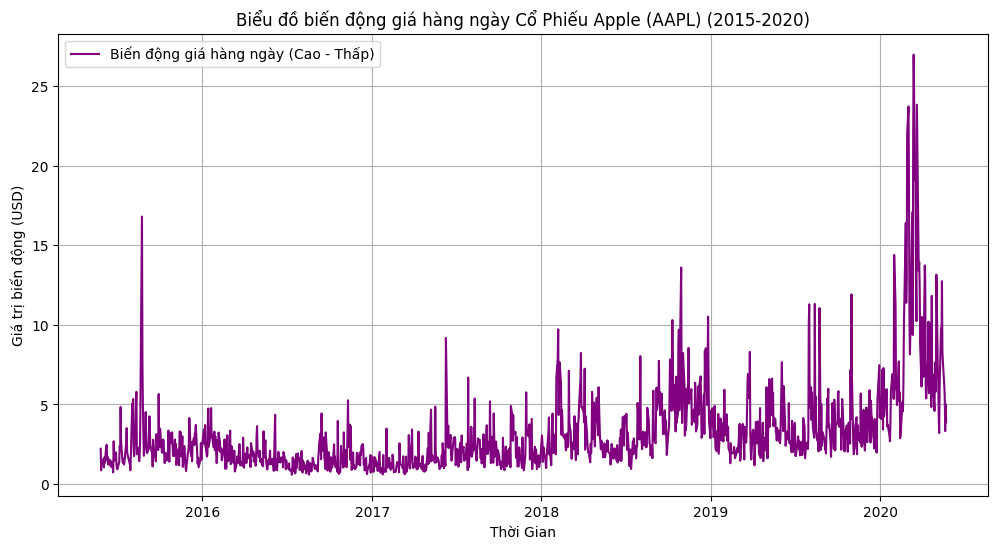 Biểu đồ biến động giá hàng ngày Cổ Phiếu Apple (AAPL) (2015-2020)
Biến động giá hàng ngày (Cao - Thấp)
Giá trị biến động (USD)
25
20
15
10
5
0
2016
2017
2018
2019
2020
Thời Gian